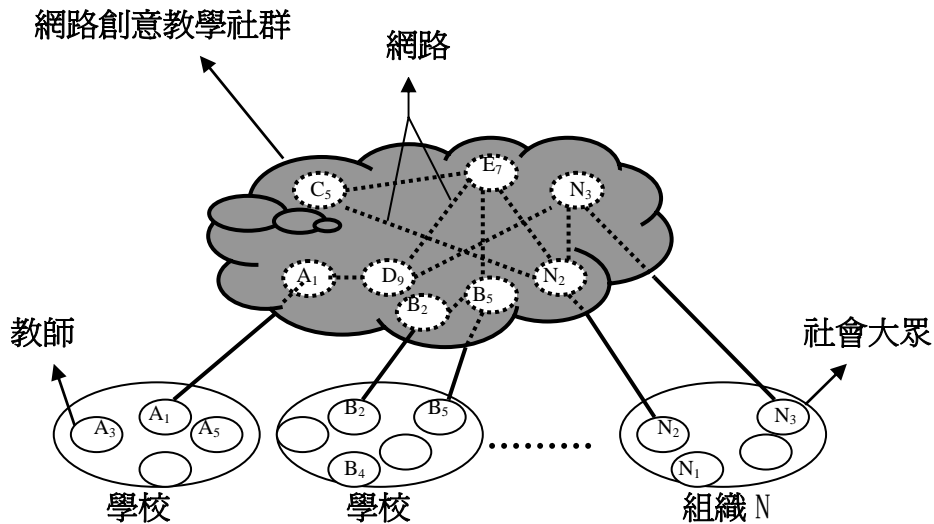 網路創意教學社群
網路
E₇
C₅
N₃
A₁
D₉
N₂
B₅
B₂
教師
社會大眾
A₁
A₃
A₅
B₂
B₅
B₄
N₃
N₂
N₁
學校
學校
組織 N